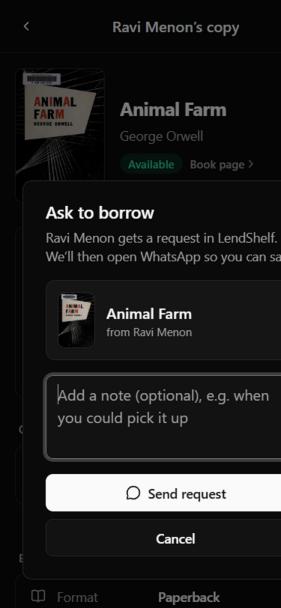 Ravi Menon's copy
ANIMAL
FARM
GEORGE ORWELL
Animal Farm
George Orwell
Available
Book page >
Ask to borrow
Ravi Menon gets a request in LendShelf.
We'll then open WhatsApp so you can sa
ANIMAL
FARM
Animal Farm
from Ravi Menon
Add a note (optional), e.g. when
you could pick it up
Send request
Cancel
Format
Paperback